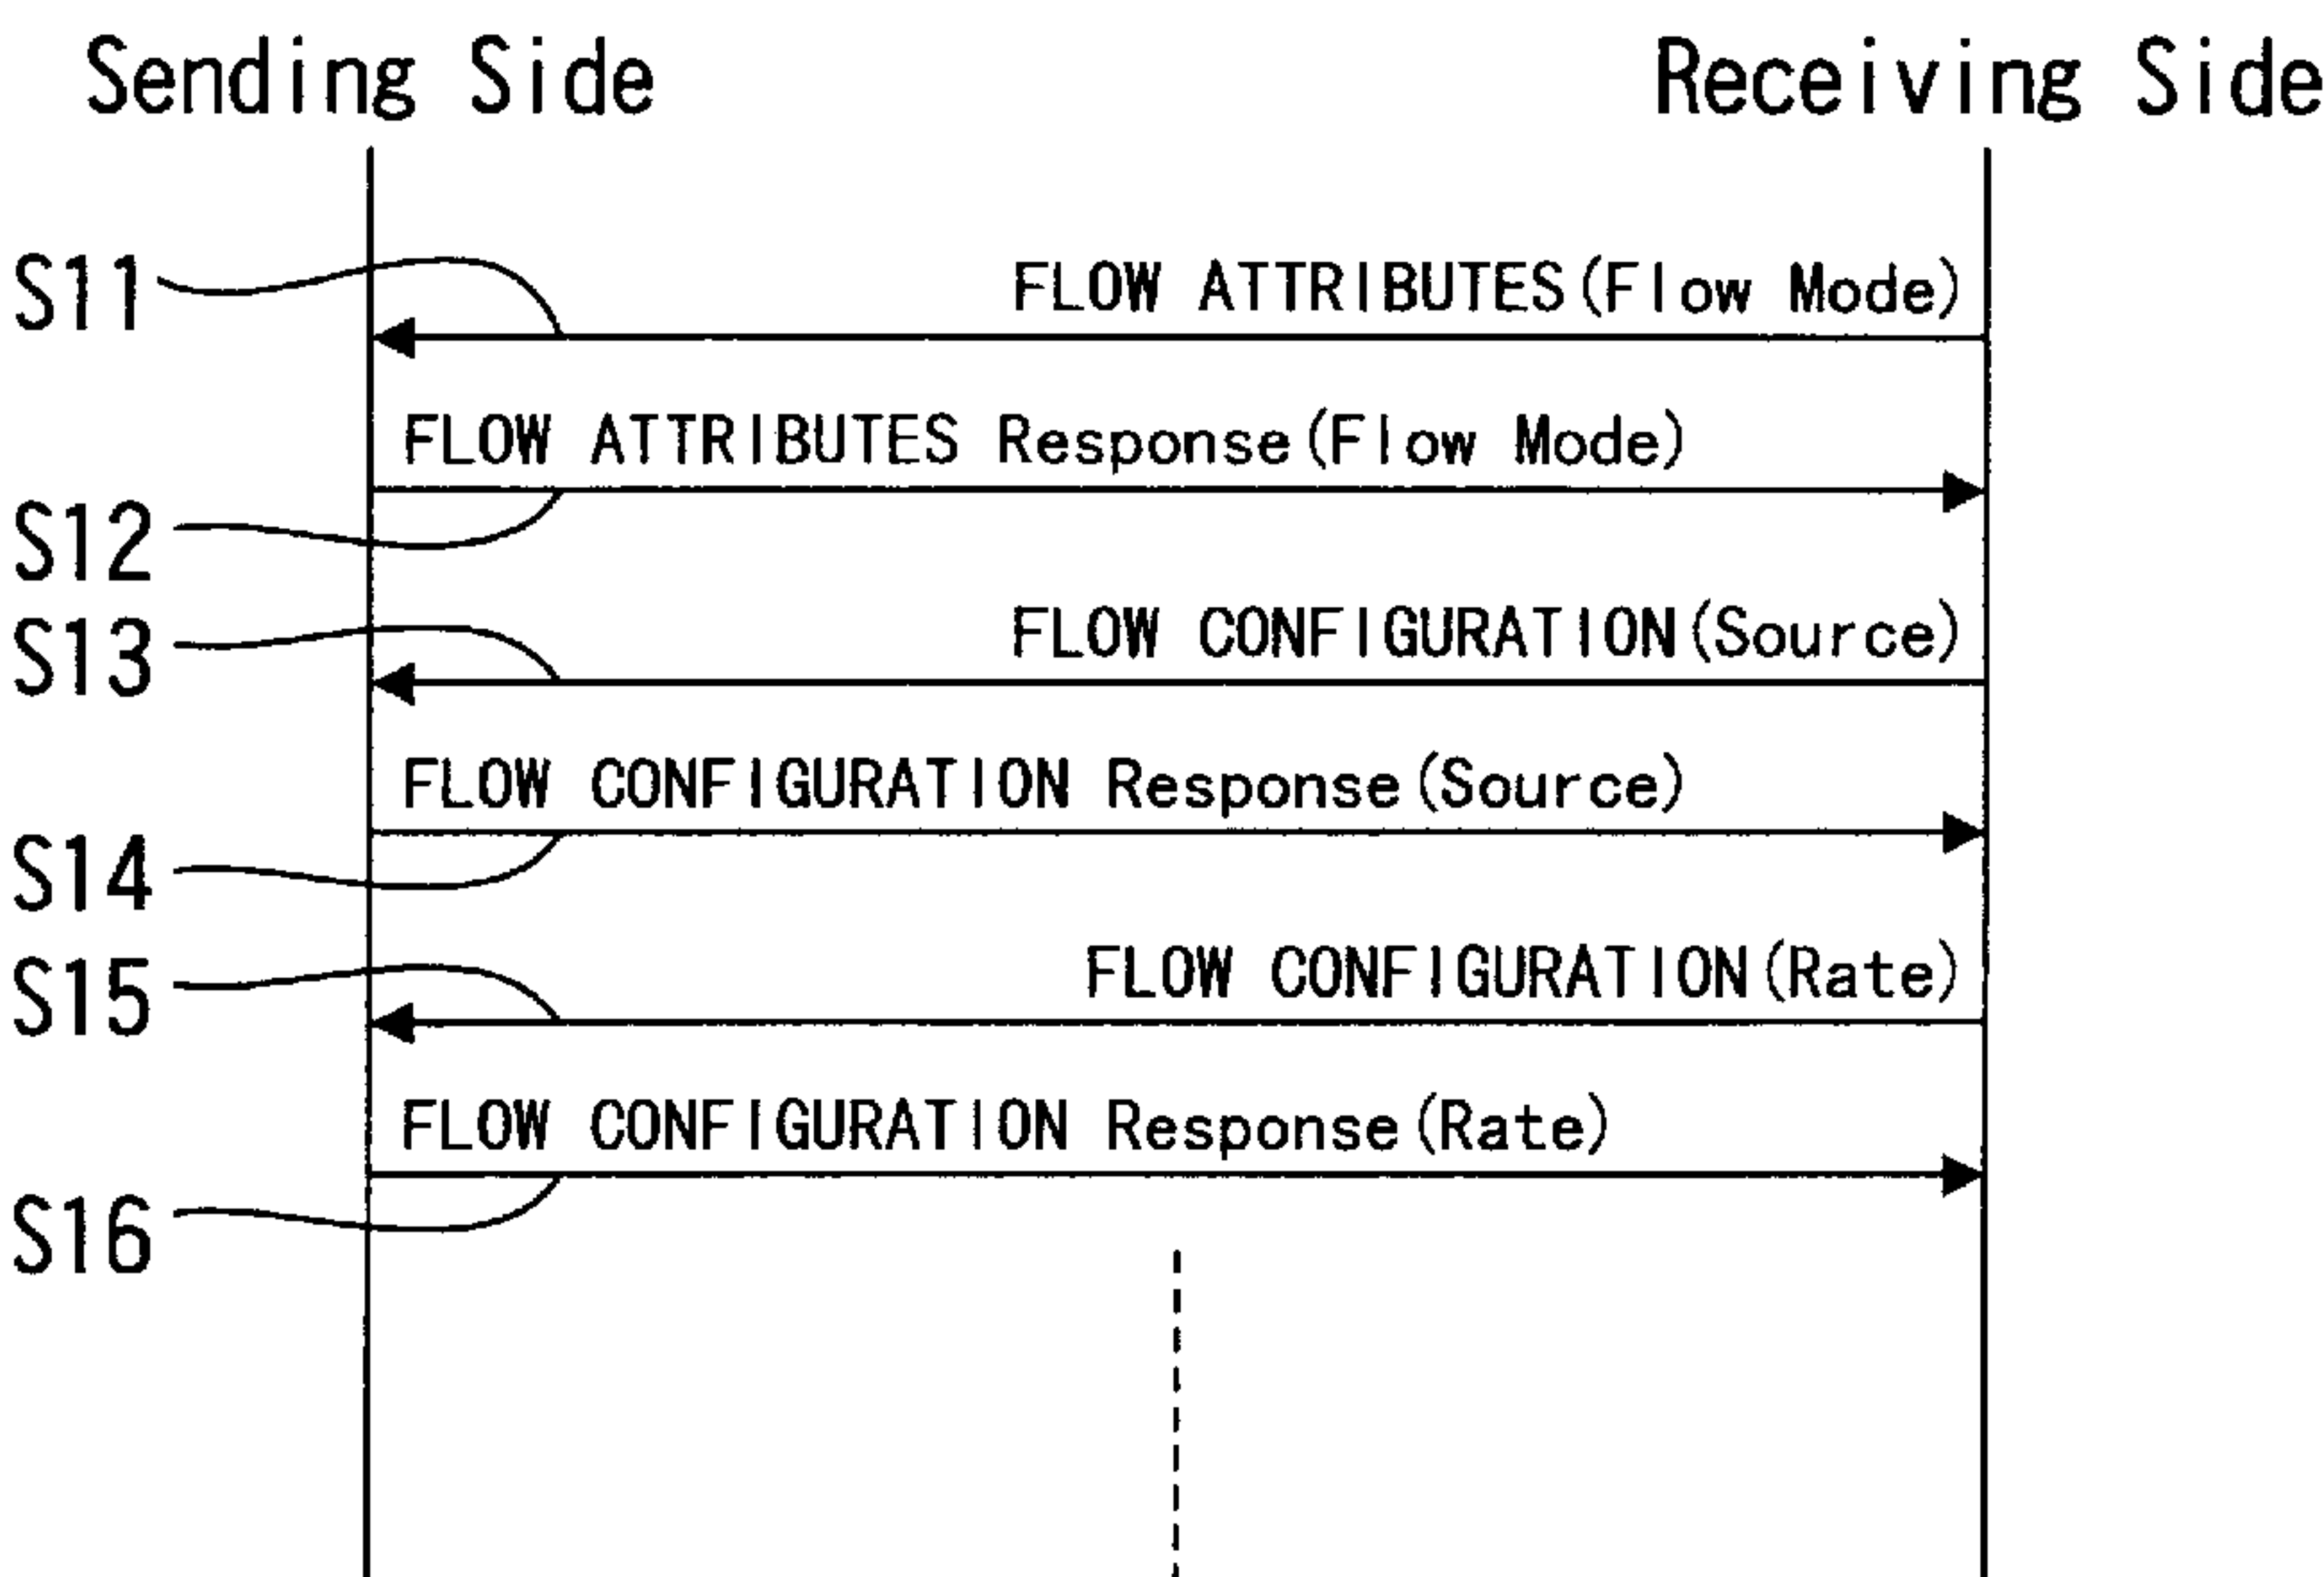 Sending Side Receiving Side
S11 FLOW ATTRIBUTES(Flow Mode)
FLOW ATTRIBUTES Response(Flow Mode)
S12
S13 FLOW CONFIGURATION(Source)
FLOW CONFIGURATION Response(Source)
S14
S15 FLOW CONFIGURATION(Rate)
FLOW CONFIGURATION Response(Rate)
S16